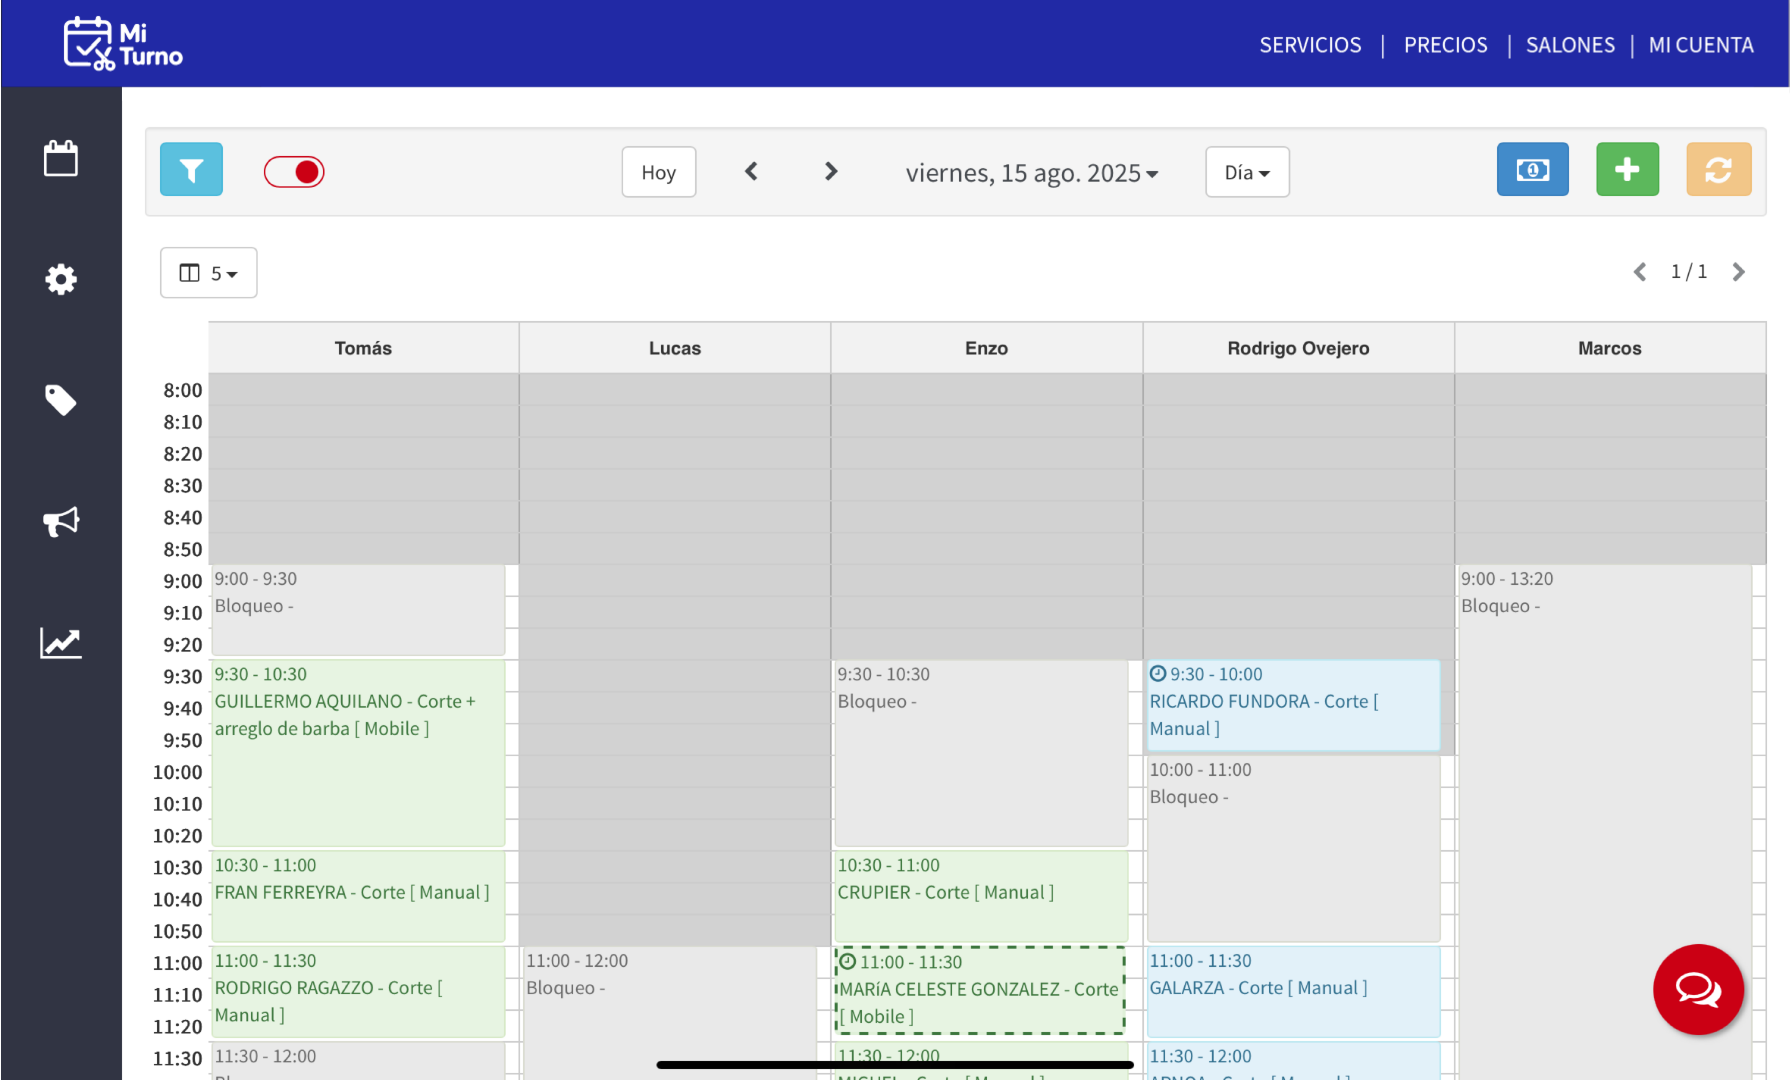 Mi
Turno
SERVICIOS | PRECIOS | SALONES | MI CUENTA
Hoy
viernes, 15 ago. 2025
Día
5
1 / 1
Tomás
Lucas
Enzo
Rodrigo Ovejero
Marcos
8:00
8:10
8:20
8:30
8:40
8:50
9:00
9:10
9:20
9:30
9:40
9:50
10:00
10:10
10:20
10:30
10:40
10:50
11:00
11:10
11:20
11:30
9:00 - 9:30
Bloqueo -
9:30 - 10:30
GUILLERMO AQUILANO - Corte +
arreglo de barba [ Mobile ]
10:30 - 11:00
FRAN FERREYRA - Corte [ Manual ]
11:00 - 11:30
RODRIGO RAGAZZO - Corte [
Manual ]
11:30 - 12:00
11:00 - 12:00
Bloqueo -
9:30 - 10:30
Bloqueo -
10:30 - 11:00
CRUPIER - Corte [ Manual ]
11:00 - 11:30
MARíA CELESTE GONZALEZ - Corte
[ Mobile ]
11:30 - 12:00
9:30 - 10:00
RICARDO FUNDORA - Corte [
Manual ]
10:00 - 11:00
Bloqueo -
11:00 - 11:30
GALARZA - Corte [ Manual ]
11:30 - 12:00
9:00 - 13:20
Bloqueo -